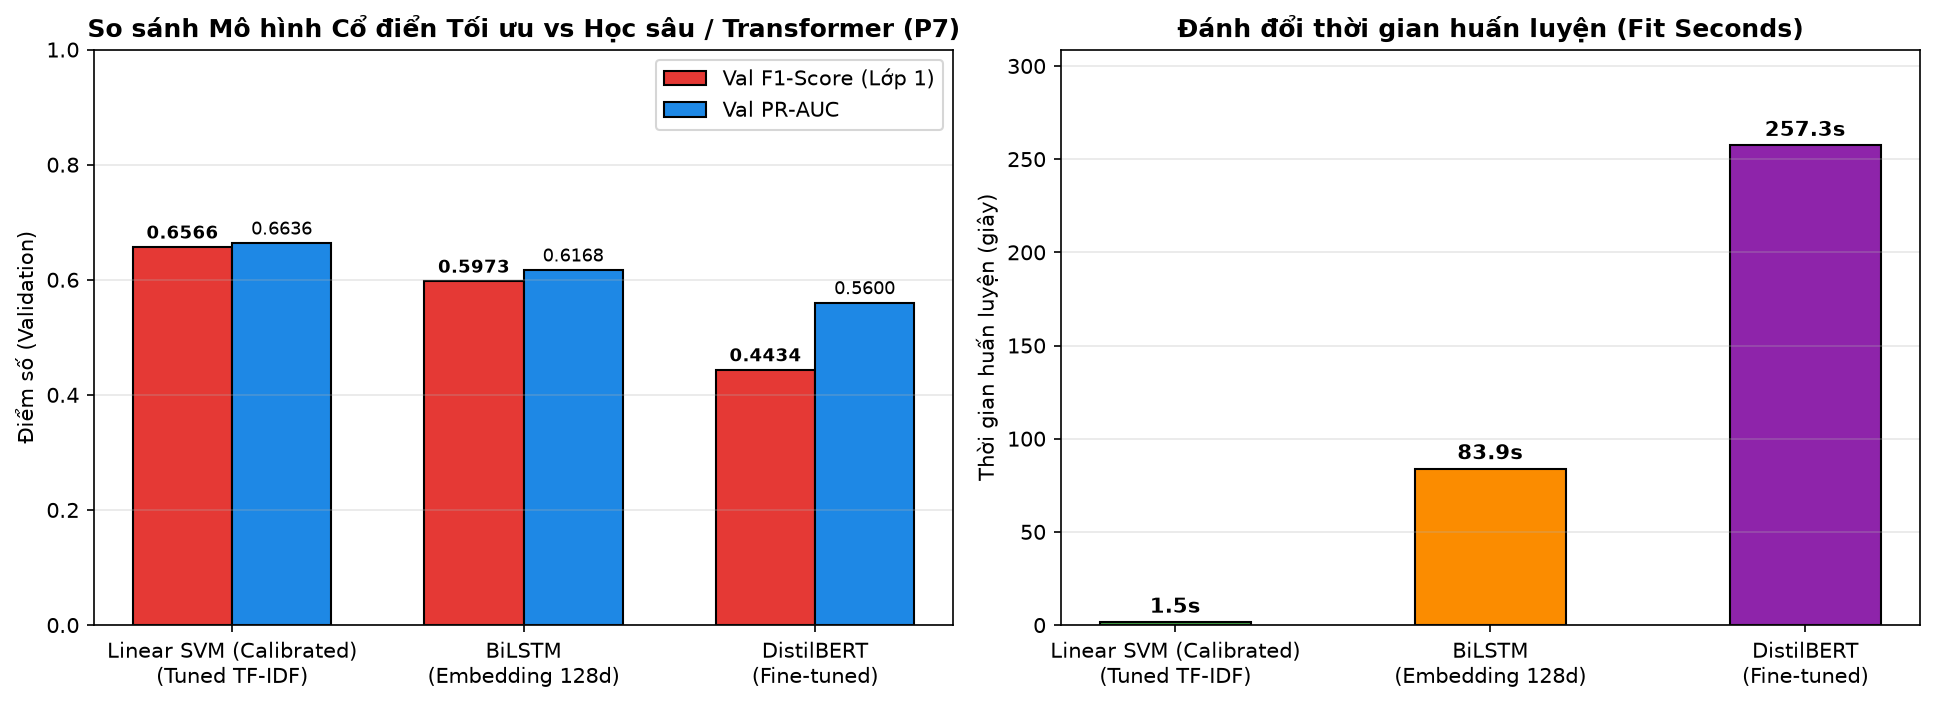 So sánh Mô hình Cổ điển Tối ưu vs Học sâu / Transformer (P7)
Điểm số (Validation)
1.0
0.8
0.6
0.4
0.2
0.0
Val F1-Score (Lớp 1)
Val PR-AUC
0.6566
0.6636
0.5973
0.6168
0.4434
0.5600
Linear SVM (Calibrated)
(Tuned TF-IDF)
BiLSTM
(Embedding 128d)
DistilBERT
(Fine-tuned)
Đánh đổi thời gian huấn luyện (Fit Seconds)
Thời gian huấn luyện (giây)
300
250
200
150
100
50
0
1.5s
83.9s
257.3s
Linear SVM (Calibrated)
(Tuned TF-IDF)
BiLSTM
(Embedding 128d)
DistilBERT
(Fine-tuned)